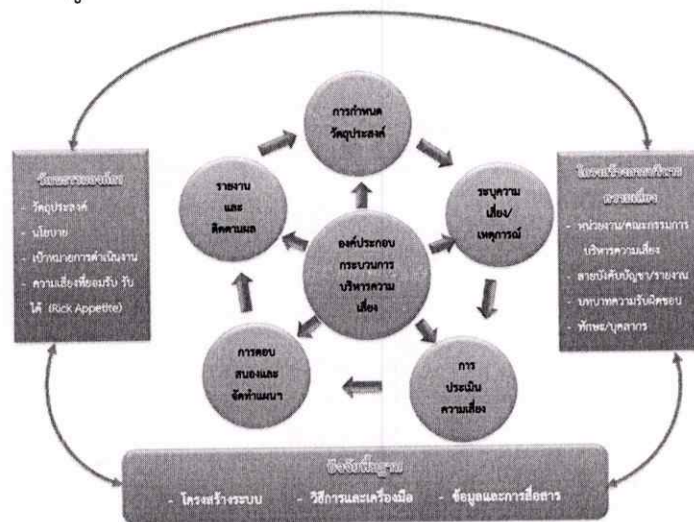 การกำหนด
วัตถุประสงค์
รายงาน
และ
ติดตามผล
ระบุความ
เสี่ยง/
เหตุการณ์
องค์ประกอบ
กระบวนการ
บริหารความ
เสี่ยง
การตอบ
สนองและ
จัดทำแผนฯ
การ
ประเมิน
ความเสี่ยง
วัฒนธรรมองค์กร
- วัตถุประสงค์
- นโยบาย
- เป้าหมายการดำเนินงาน
- ความเสี่ยงที่ยอมรับ รับ
ได้ (Rick Appetite)
โครงสร้างการบริหาร
ความเสี่ยง
- หน่วยงาน/คณะกรรมการ
บริหารความเสี่ยง
- สายบังคับบัญชา/รายงาน
- บทบาทความรับผิดชอบ
- ทักษะ/บุคลากร
ปัจจัยพื้นฐาน
- โครงสร้างระบบ - วิธีการและเครื่องมือ - ข้อมูลและการสื่อสาร